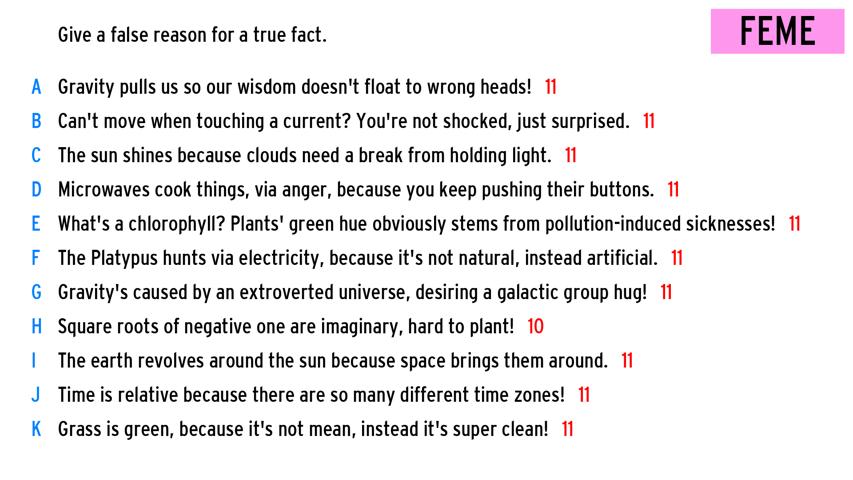 Give a false reason for a true fact.
FEME
A Gravity pulls us so our wisdom doesn't float to wrong heads! 11
B Can't move when touching a current? You're not shocked, just surprised. 11
C The sun shines because clouds need a break from holding light. 11
D Microwaves cook things, via anger, because you keep pushing their buttons. 11
E What's a chlorophyll? Plants' green hue obviously stems from pollution-induced sicknesses! 11
F The Platypus hunts via electricity, because it's not natural, instead artificial. 11
G Gravity's caused by an extroverted universe, desiring a galactic group hug! 11
H Square roots of negative one are imaginary, hard to plant! 10
I The earth revolves around the sun because space brings them around. 11
J Time is relative because there are so many different time zones! 11
K Grass is green, because it's not mean, instead it's super clean! 11